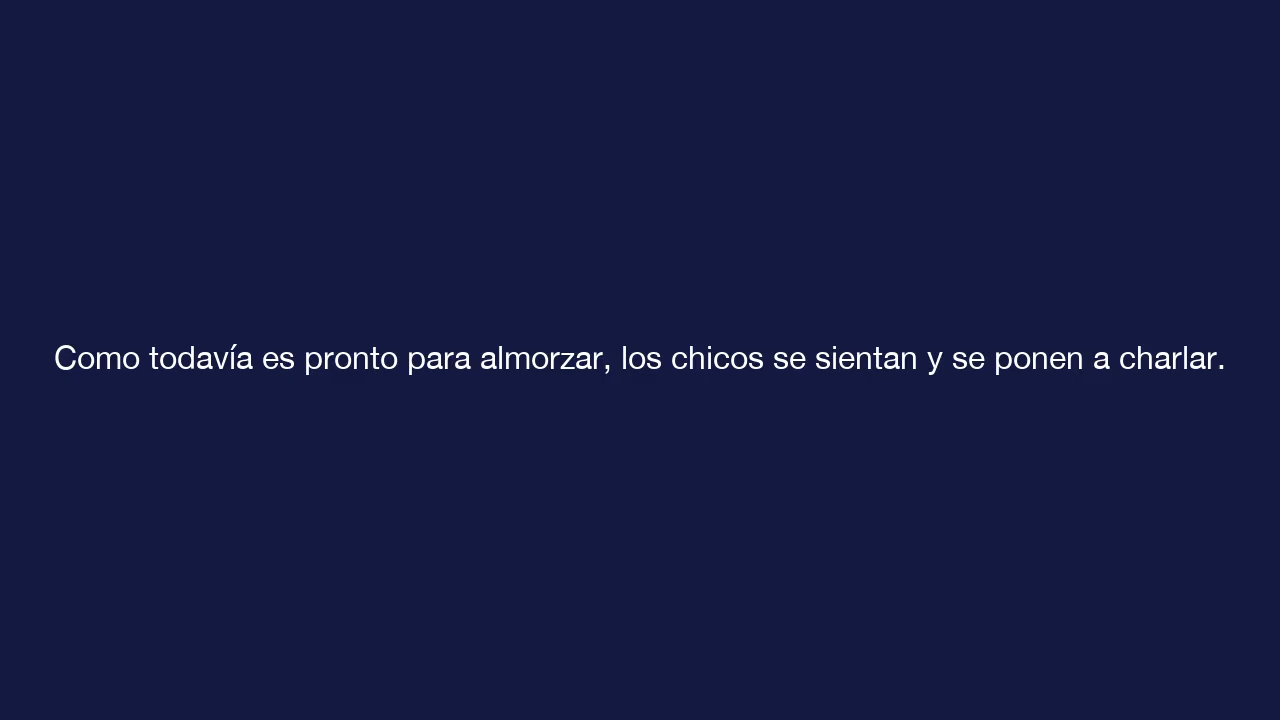 Como todavía es pronto para almorzar, los chicos se sientan y se ponen a charlar.